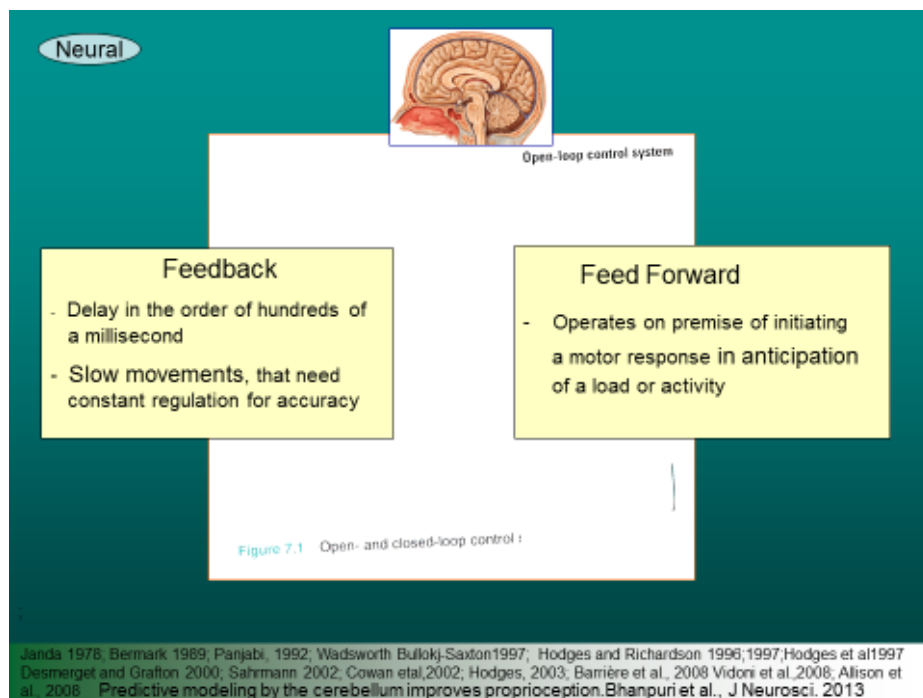 Neural
Open-loop control system
Feedback
- Delay in the order of hundreds of
a millisecond
- Slow movements, that need
constant regulation for accuracy
Feed Forward
- Operates on premise of initiating
a motor response in anticipation
of a load or activity
Figure 7.1 Open- and closed-loop control
Janda 1978; Bermark 1989; Panjabi, 1992; Wadsworth Bullokj-Saxton1997; Hodges and Richardson 1996;1997;Hodges et al1997
Desmerget and Grafton 2000; Sahrmann 2002; Cowan etal,2002; Hodges, 2003; Barrière et al., 2008 Vidoni et al.,2008; Allison et
al., 2008 Predictive modeling by the cerebellum improves proprioception.Bhanpuri et al., J Neurosci. 2013